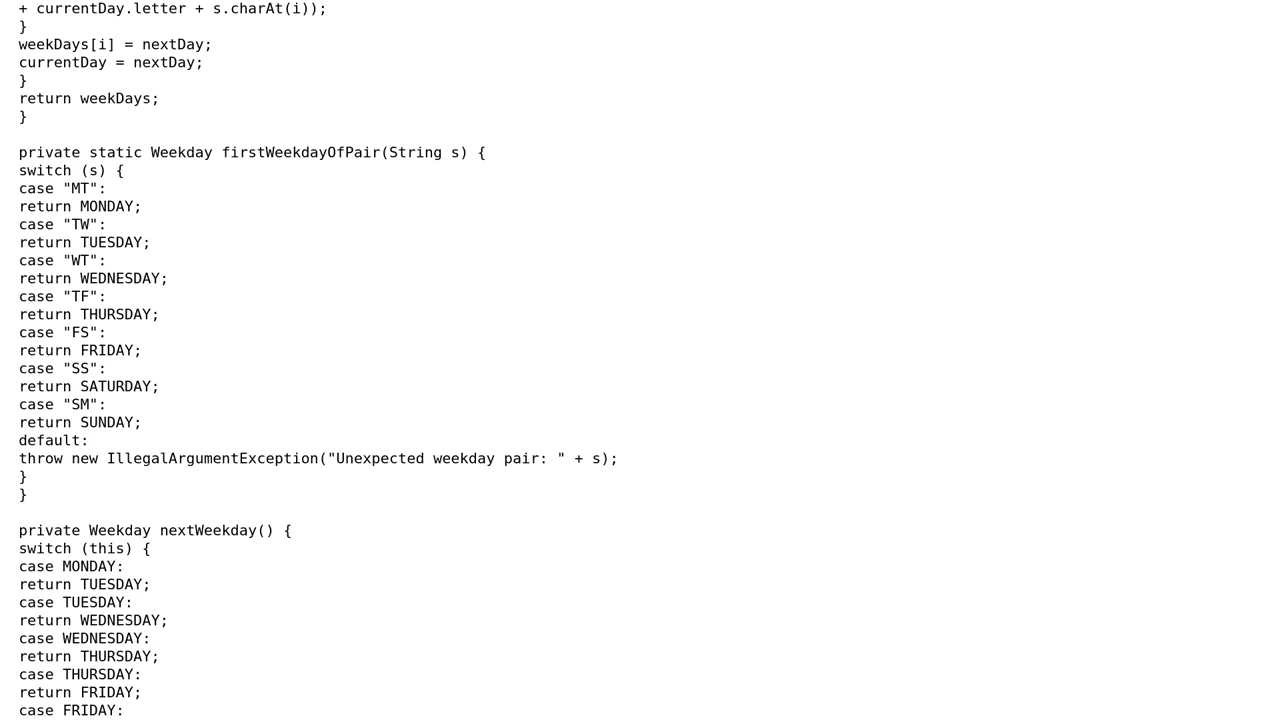 + currentDay.letter + s.charAt(i));
}
weekDays[i] = nextDay;
currentDay = nextDay;
}
return weekDays;
}

private static Weekday firstWeekdayOfPair(String s) {
switch (s) {
case "MT":
return MONDAY;
case "TW":
return TUESDAY;
case "WT":
return WEDNESDAY;
case "TF":
return THURSDAY;
case "FS":
return FRIDAY;
case "SS":
return SATURDAY;
case "SM":
return SUNDAY;
default:
throw new IllegalArgumentException("Unexpected weekday pair: " + s);
}
}

private Weekday nextWeekday() {
switch (this) {
case MONDAY:
return TUESDAY;
case TUESDAY:
return WEDNESDAY;
case WEDNESDAY:
return THURSDAY;
case THURSDAY:
return FRIDAY;
case FRIDAY: